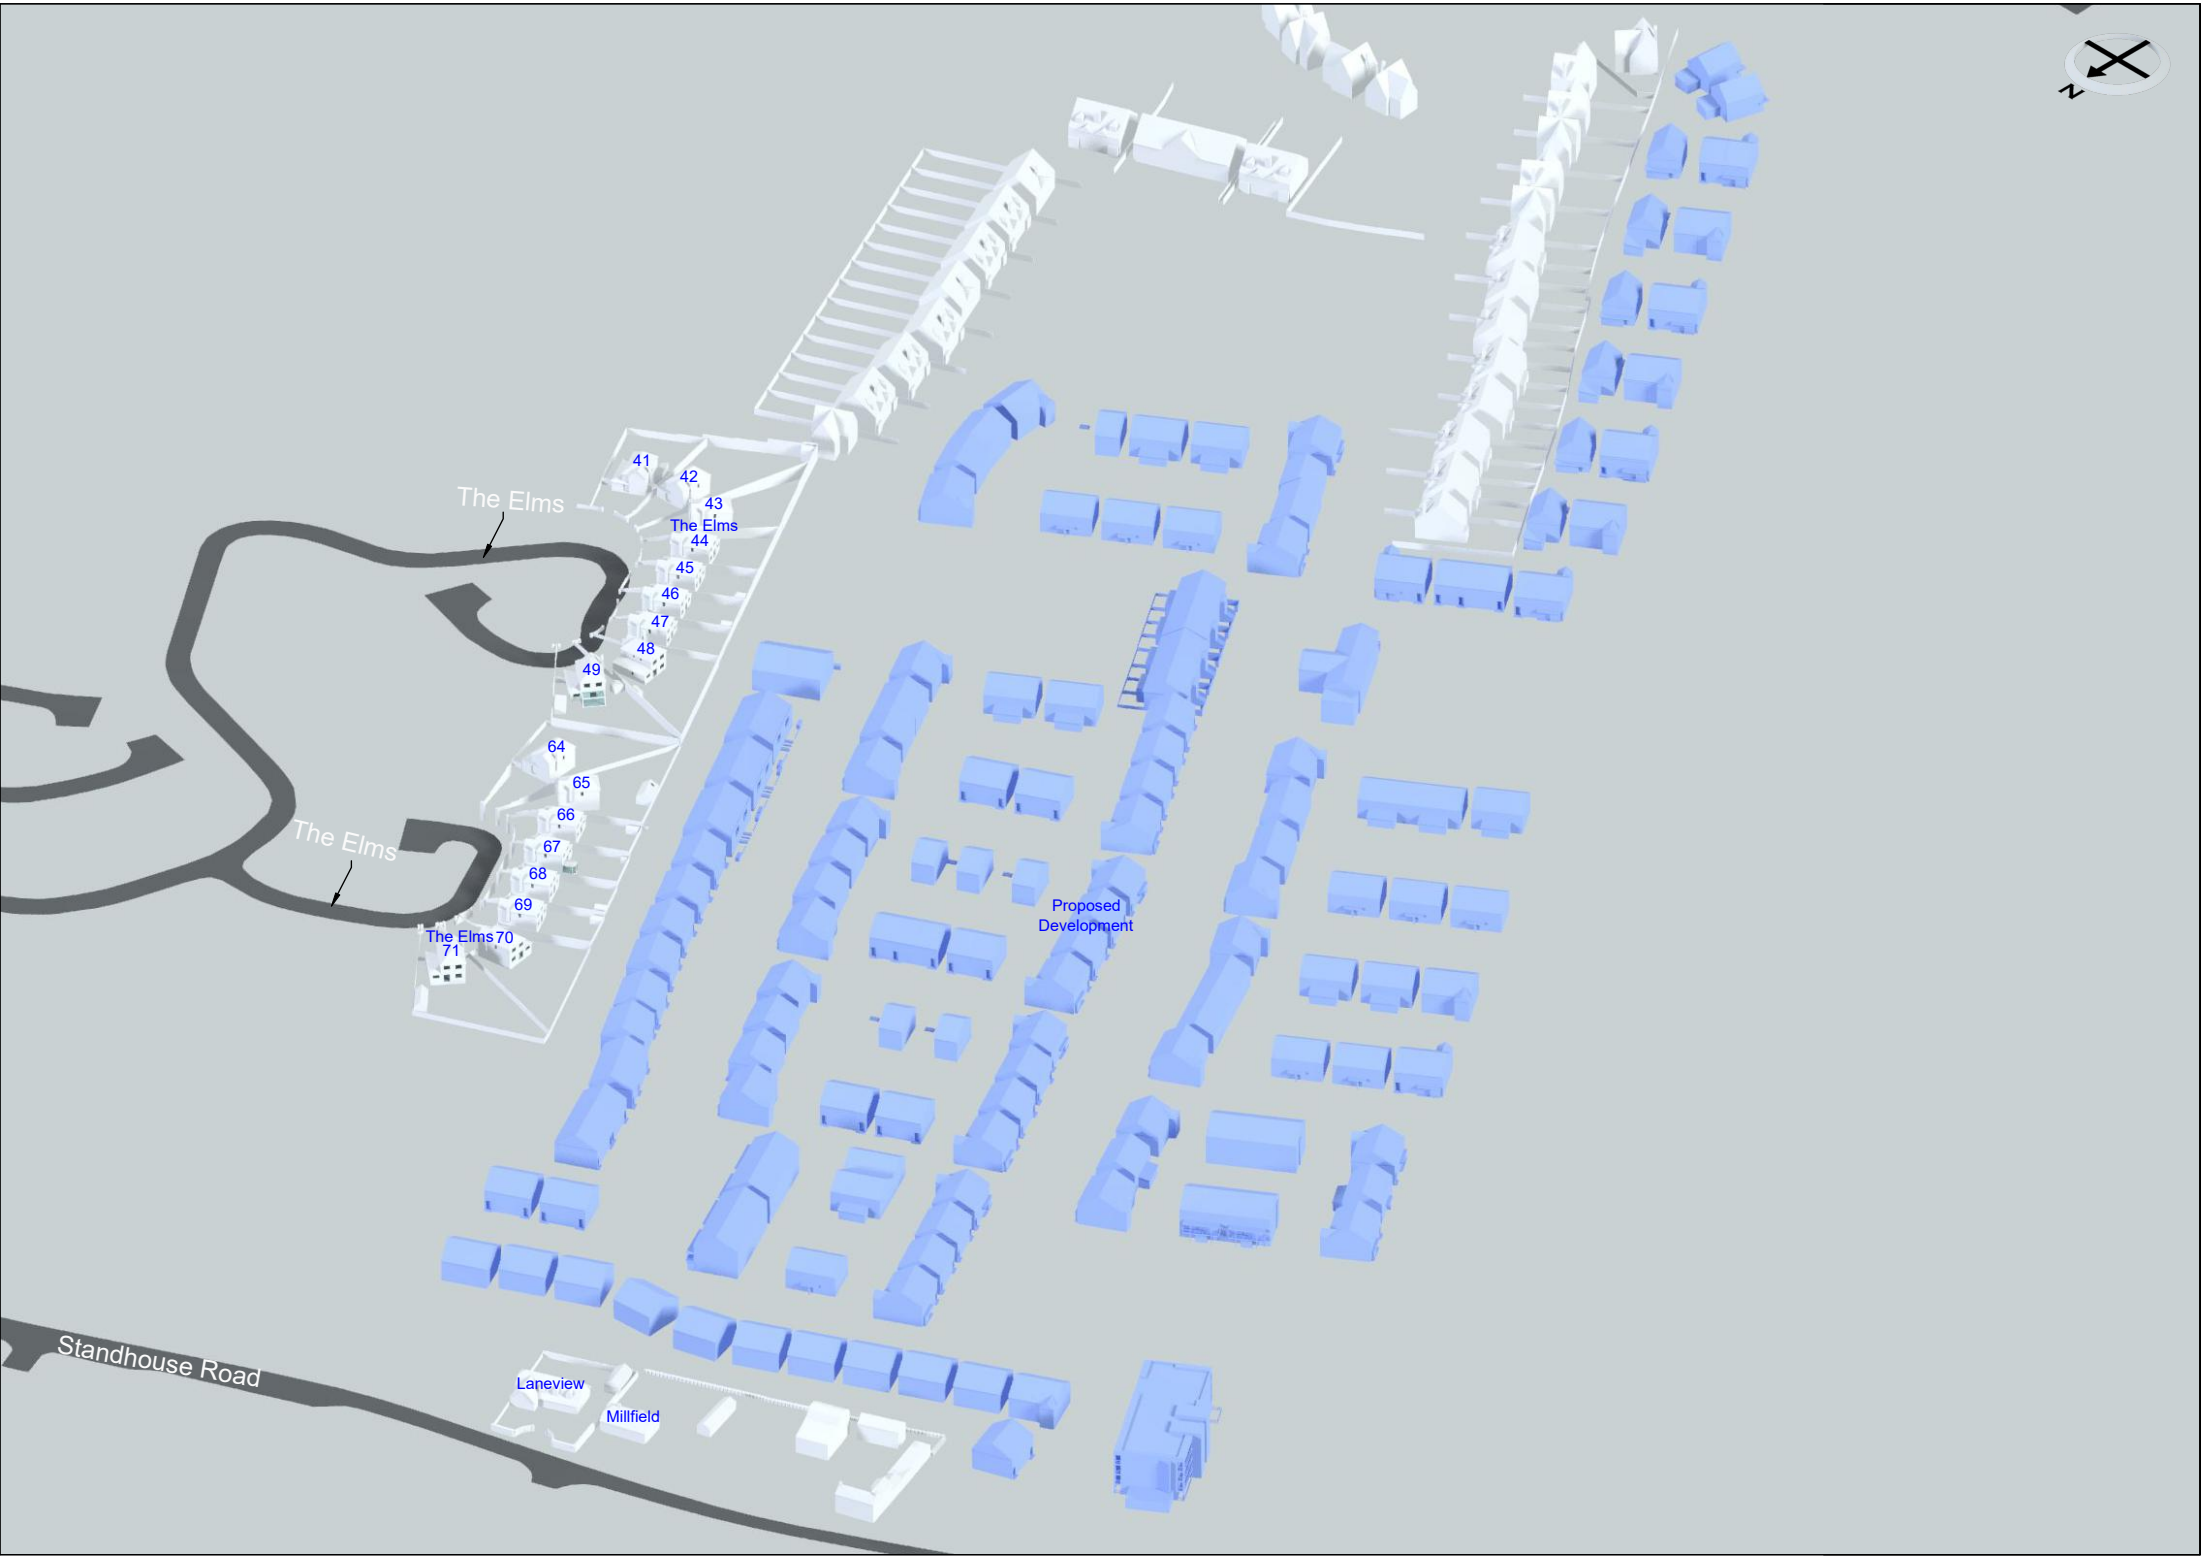 N
41
42
The Elms
43
The Elms
44
45
46
47
48
49
64
65
66
67
The Elms
68
69
Proposed
Development
The Elms 70
71
Standhouse Road
Laneview
Millfield